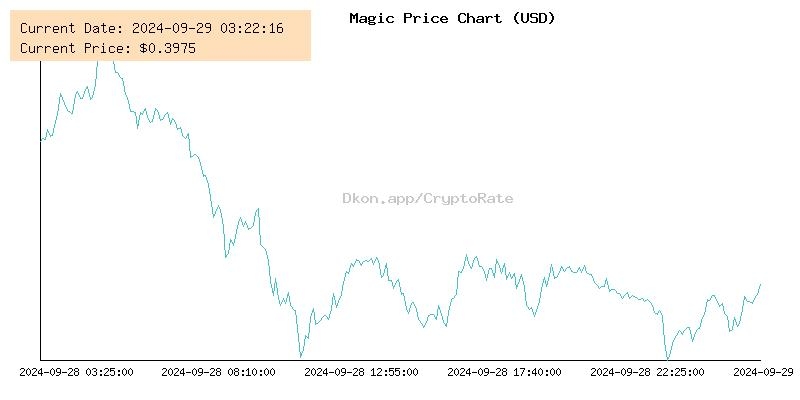 Magic Price Chart (USD)
Current Date: 2024-09-29 03:22:16
Current Price: $0.3975
Dkon.app/CryptoRate
2024-09-28 03:25:00 2024-09-28 08:10:00 2024-09-28 12:55:00 2024-09-28 17:40:00 2024-09-28 22:25:00 2024-09-29